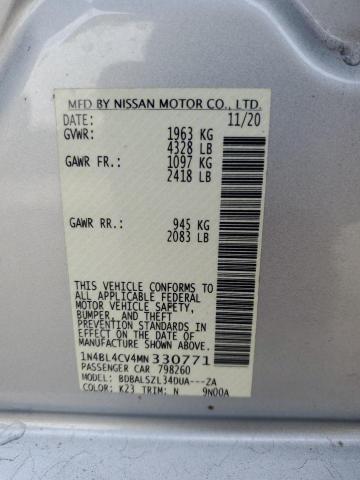 MFD BY NISSAN MOTOR CO., LTD.
DATE: 11/20
GVWR: 1963 KG
4328 LB
GAWR FR: 1097 KG
2418 LB
GAWR RR.: 945 KG
2083 LB
THIS VEHICLE CONFORMS TO
ALL APPLICABLE FEDERAL
MOTOR VEHICLE SAFETY,
BUMPER, AND THEFT
PREVENTION STANDARDS
IN EFFECT ON THE DATE OF
MANUFACTURE SHOWN ABOVE.
1N4BL4CV4MN330771
PASSENGER CAR 798260
MODEL: BDBALSZL34DUA---ZA
COLOR: K23 TRIM: N 9N00A